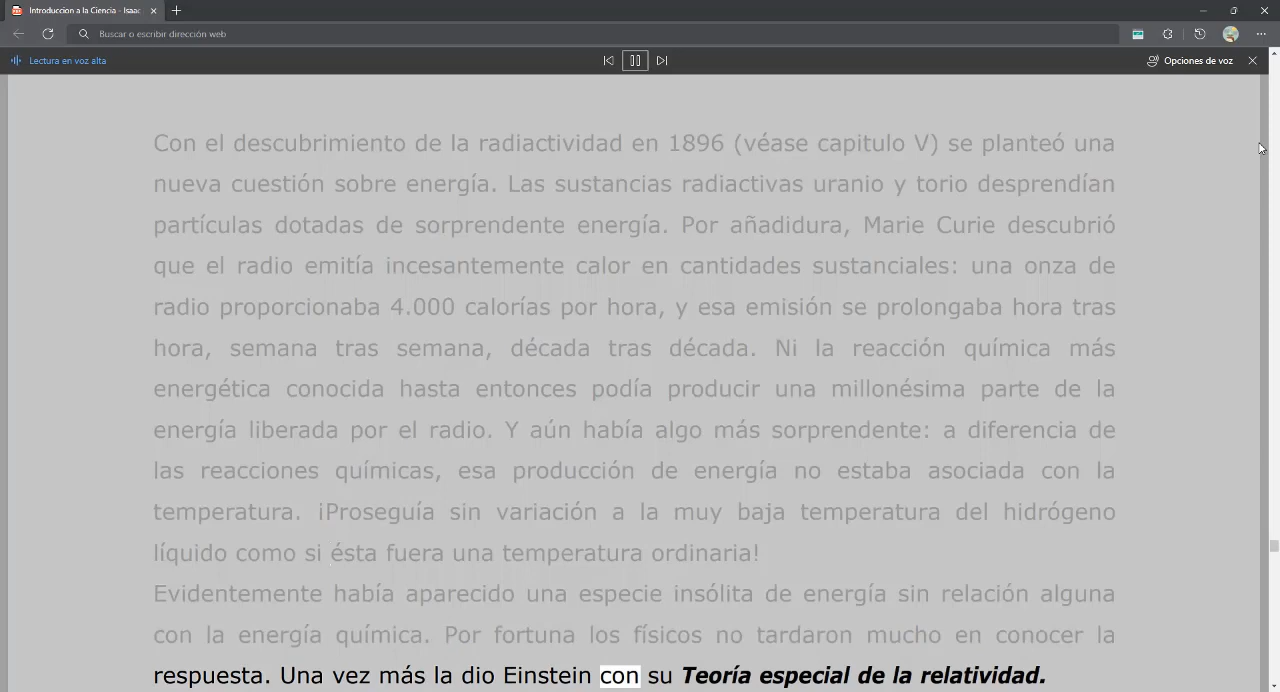 Introduccion a la Ciencia - Isaac
Buscar o escribir dirección web
Lectura en voz alta
Opciones de voz
Con el descubrimiento de la radiactividad en 1896 (véase capitulo V) se planteó una
nueva cuestión sobre energía. Las sustancias radiactivas uranio y torio desprendían
partículas dotadas de sorprendente energía. Por añadidura, Marie Curie descubrió
que el radio emitía incesantemente calor en cantidades sustanciales: una onza de
radio proporcionaba 4.000 calorías por hora, y esa emisión se prolongaba hora tras
hora, semana tras semana, década tras década. Ni la reacción química más
energética conocida hasta entonces podía producir una millonésima parte de la
energía liberada por el radio. Y aún había algo más sorprendente: a diferencia de
las reacciones químicas, esa producción de energía no estaba asociada con la
temperatura. ¡Proseguía sin variación a la muy baja temperatura del hidrógeno
líquido como si ésta fuera una temperatura ordinaria!
Evidentemente había aparecido una especie insólita de energía sin relación alguna
con la energía química. Por fortuna los físicos no tardaron mucho en conocer la
respuesta. Una vez más la dio Einstein con su Teoría especial de la relatividad.